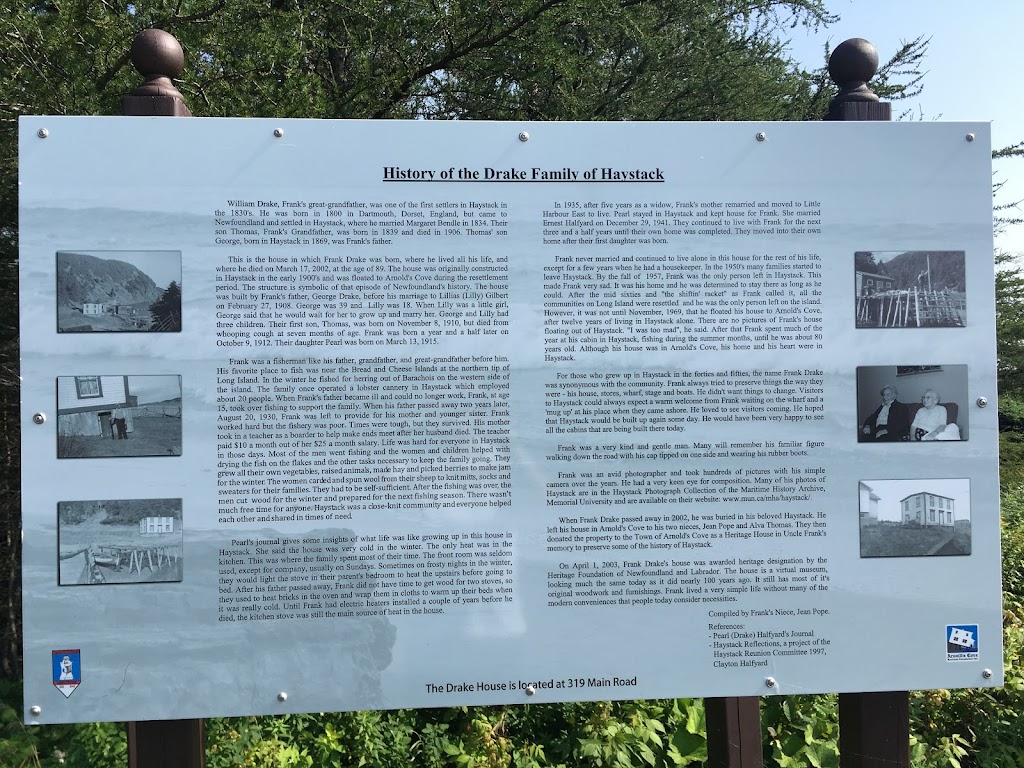 History of the Drake Family of Haystack
William Drake, Frank's great-grandfather, was one of the first settlers in Haystack in
the 1830's. He was born in 1800 in Dartmouth, Dorset, England, but came to
Newfoundland and settled in Haystack, where he married Margaret Bendle in 1834. Their
son Thomas, Frank's Grandfather, was born in 1839 and died in 1906. Thomas' son
George, born in Haystack in 1869, was Frank's father.
This is the house in which Frank Drake was born, where he lived all his life, and
where he died on March 17, 2002, at the age of 89. The house was originally constructed
in Haystack in the early 1900's and was floated to Arnold's Cove during the resettlement
period. The structure is symbolic of that episode of Newfoundland's history. The house
was built by Frank's father, George Drake, before his marriage to Lillias (Lilly) Gilbert
on February 27, 1908. George was 39 and . Lilly was 18. When Lilly was a little girl,
George said that he would wait for her to grow up and marry her. George and Lilly had
three children. Their first son, Thomas, was born on November 8, 1910, but died from
whooping cough at seven months of age. Frank was born a year and a half later on
October 9, 1912. Their daughter Pearl was born on March 13, 1915.
Frank was a fisherman like his father, grandfather, and great-grandfather before him.
His favorite place to fish was near the Bread and Cheese Islands at the northern tip of
Long Island. In the winter he fished for herring out of Barachois on the western side of
the island. The family once operated a lobster cannery in Haystack which employed
about 20 people. When Frank's father became ill and could no longer work, Frank, at age
15, took over fishing to support the family. When his father passed away two years later,
August 20, 1930, Frank was left to provide for his mother and younger sister. Frank
worked hard but the fishery was poor. Times were tough, but they survived. His mother
took in a teacher as a boarder to help make ends meet after her husband died. The teacher
paid $10 a month out of her $25 a month salary. Life was hard for everyone in Haystack
in those days. Most of the men went fishing and the women and children helped with
drying the fish on the flakes and the other tasks necessary to keep the family going. They
grew all their own vegetables, raised animals, made hay and picked berries to make jam
for the winter. The women carded and spun wool from their sheep to knit mitts, socks and
sweaters for their families. They had to be self-sufficient. After the fishing was over, the
men cut wood for the winter and prepared for the next fishing season. There wasn't
much free time for anyone. Haystack was a close-knit community and everyone helped
each other and shared in times of need.
Pearl's journal gives some insights of what life was like growing up in this house in
Haystack. She said the house was very cold in the winter. The only heat was in the
kitchen. This was where the family spent most of their time. The front room was seldom
used, except for company, usually on Sundays. Sometimes on frosty nights in the winter,
they would light the stove in their parent's bedroom to heat the upstairs before going to
bed. After his father passed away, Frank did not have time to get wood for two stoves, so
they used to heat bricks in the oven and wrap them in cloths to warm up their beds when
it was really cold. Until Frank had electric heaters installed a couple of years before he
died, the kitchen stove was still the main source of heat in the house.
In 1935, after five years as a widow, Frank's mother remarried and moved to Little
Harbour East to live. Pearl stayed in Haystack and kept house for Frank. She married
Ernest Halfyard on December 29, 1941. They continued to live with Frank for the next
three and a half years until their own home was completed. They moved into their own
home after their first daughter was born.
Frank never married and continued to live alone in this house for the rest of his life,
except for a few years when he had a housekeeper. In the 1950's many families started to
leave Haystack. By the fall of 1957, Frank was the only person left in Haystack. This
made Frank very sad. It was his home and he was determined to stay there as long as he
could. After the mid sixties and "the shiftin' racket" as Frank called it, all the
communities on Long Island were resettled and he was the only person left on the island.
However, it was not until November, 1969, that he floated his house to Arnold's Cove,
after twelve years of living in Haystack alone. There are no pictures of Frank's house
floating out of Haystack. "I was too mad", he said. After that Frank spent much of the
year at his cabin in Haystack, fishing during the summer months, until he was about 80
years old. Although his house was in Arnold's Cove, his home and his heart were in
Haystack.
For those who grew up in Haystack in the forties and fifties, the name Frank Drake
was synonymous with the community. Frank always tried to preserve things the way they
were - his house, stores, wharf, stage and boats. He didn't want things to change. Visitors
to Haystack could always expect a warm welcome from Frank waiting on the wharf and a
'mug up' at his place when they came ashore. He loved to see visitors coming. He hoped
that Haystack would be built up again some day. He would have been very happy to see
all the cabins that are being built there today.
Frank was a very kind and gentle man. Many will remember his familiar figure
walking down the road with his cap tipped on one side and wearing his rubber boots.
Frank was an avid photographer and took hundreds of pictures with his simple
camera over the years. He had a very keen eye for composition. Many of his photos of
Haystack are in the Haystack Photograph Collection of the Maritime History Archive,
Memorial University and are available on their website: www.mun.ca/mha/haystack/.
When Frank Drake passed away in 2002, he was buried in his beloved Haystack. He
left his house in Arnold's Cove to his two nieces, Jean Pope and Alva Thomas. They then
donated the property to the Town of Arnold's Cove as a Heritage House in Uncle Frank's
memory to preserve some of the history of Haystack.
On April 1, 2003, Frank Drake's house was awarded heritage designation by the
Heritage Foundation of Newfoundland and Labrador. The house is a virtual museum,
looking much the same today as it did nearly 100 years ago. It still has most of it's
original woodwork and furnishings. Frank lived a very simple life without many of the
modern conveniences that people today consider necessities.
Compiled by Frank's Niece, Jean Pope.
References:
- Pearl (Drake) Halfyard's Journal
- Haystack Reflections, a project of the
Haystack Reunion Committee 1997,
Clayton Halfyard
Arnold's Cove
The Drake House is located at 319 Main Road